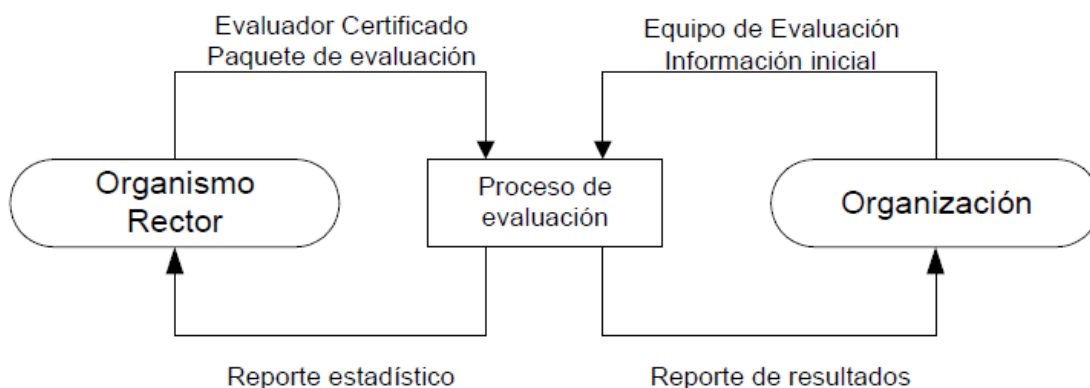 Evaluador Certificado
Paquete de evaluación
Equipo de Evaluación
Información inicial
Organismo
Rector
Proceso de
evaluación
Organización
Reporte estadístico
Reporte de resultados